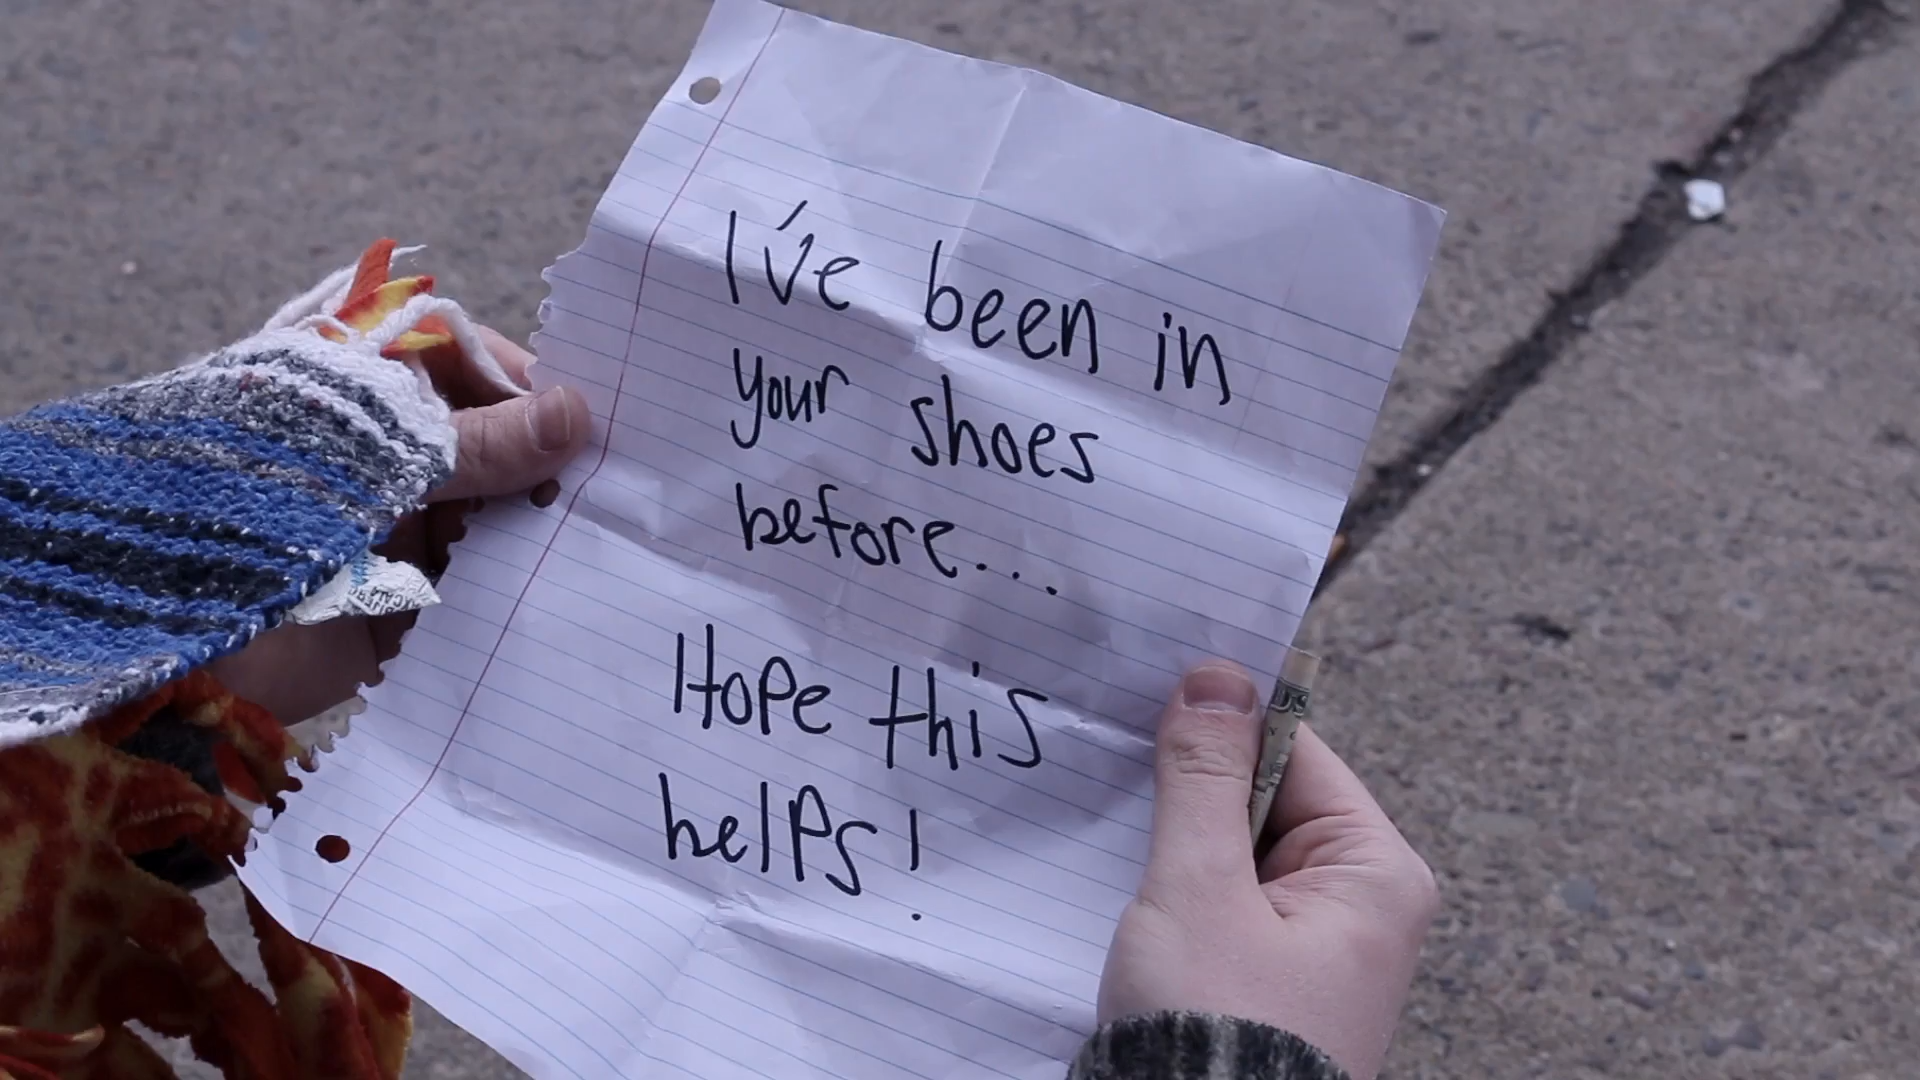 I've been in
your shoes
before....
Hope this
helps!